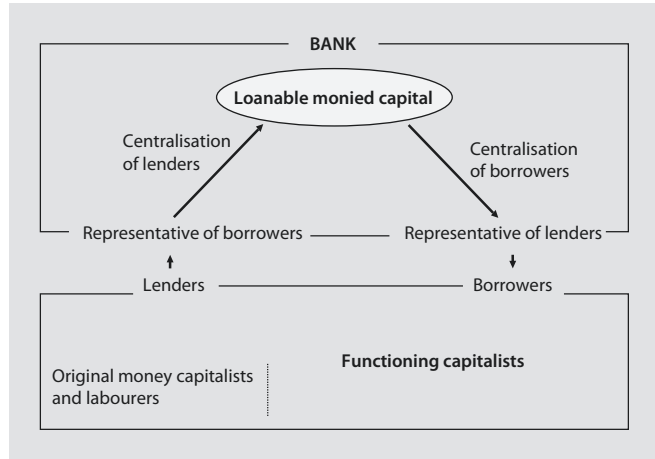 BANK
Loanable monied capital
Centralisation
of lenders
Centralisation
of borrowers
Representative of borrowers
Representative of lenders
Lenders
Borrowers
Functioning capitalists
Original money capitalists
and labourers